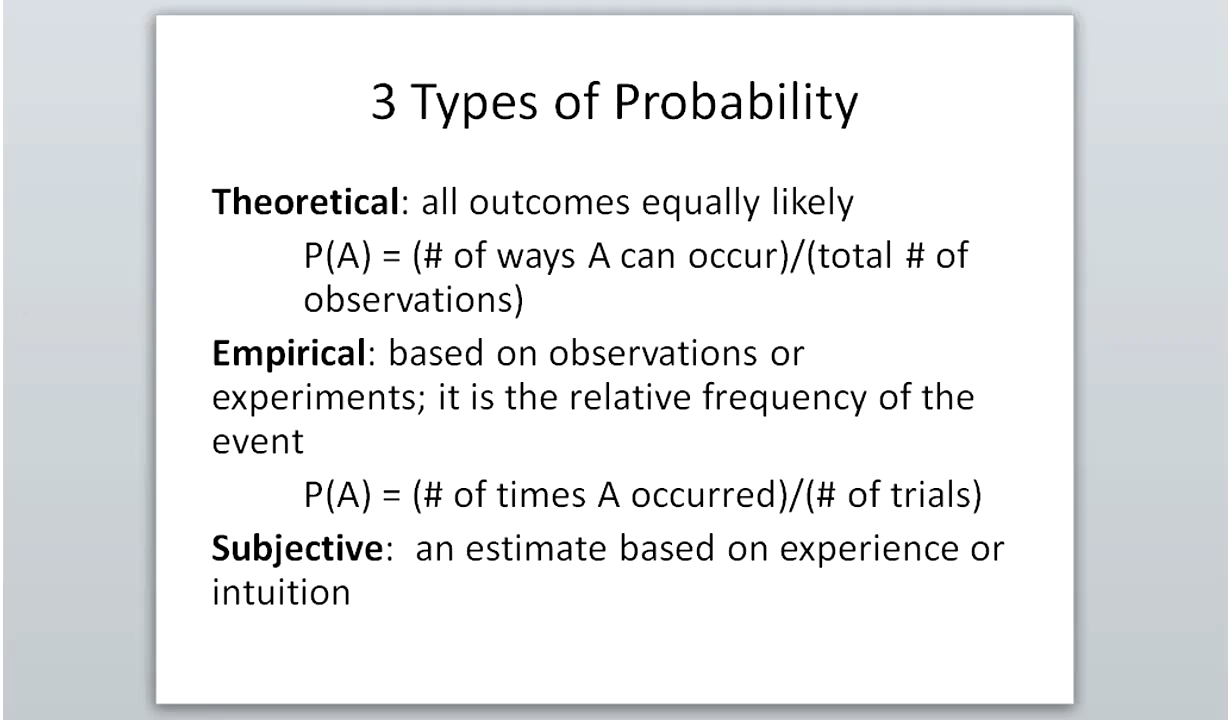 3 Types of Probability
Theoretical: all outcomes equally likely
P(A) = (# of ways A can occur)/(total # of
observations)
Empirical: based on observations or
experiments; it is the relative frequency of the
event
P(A) = (# of times A occurred)/(# of trials)
Subjective: an estimate based on experience or
intuition